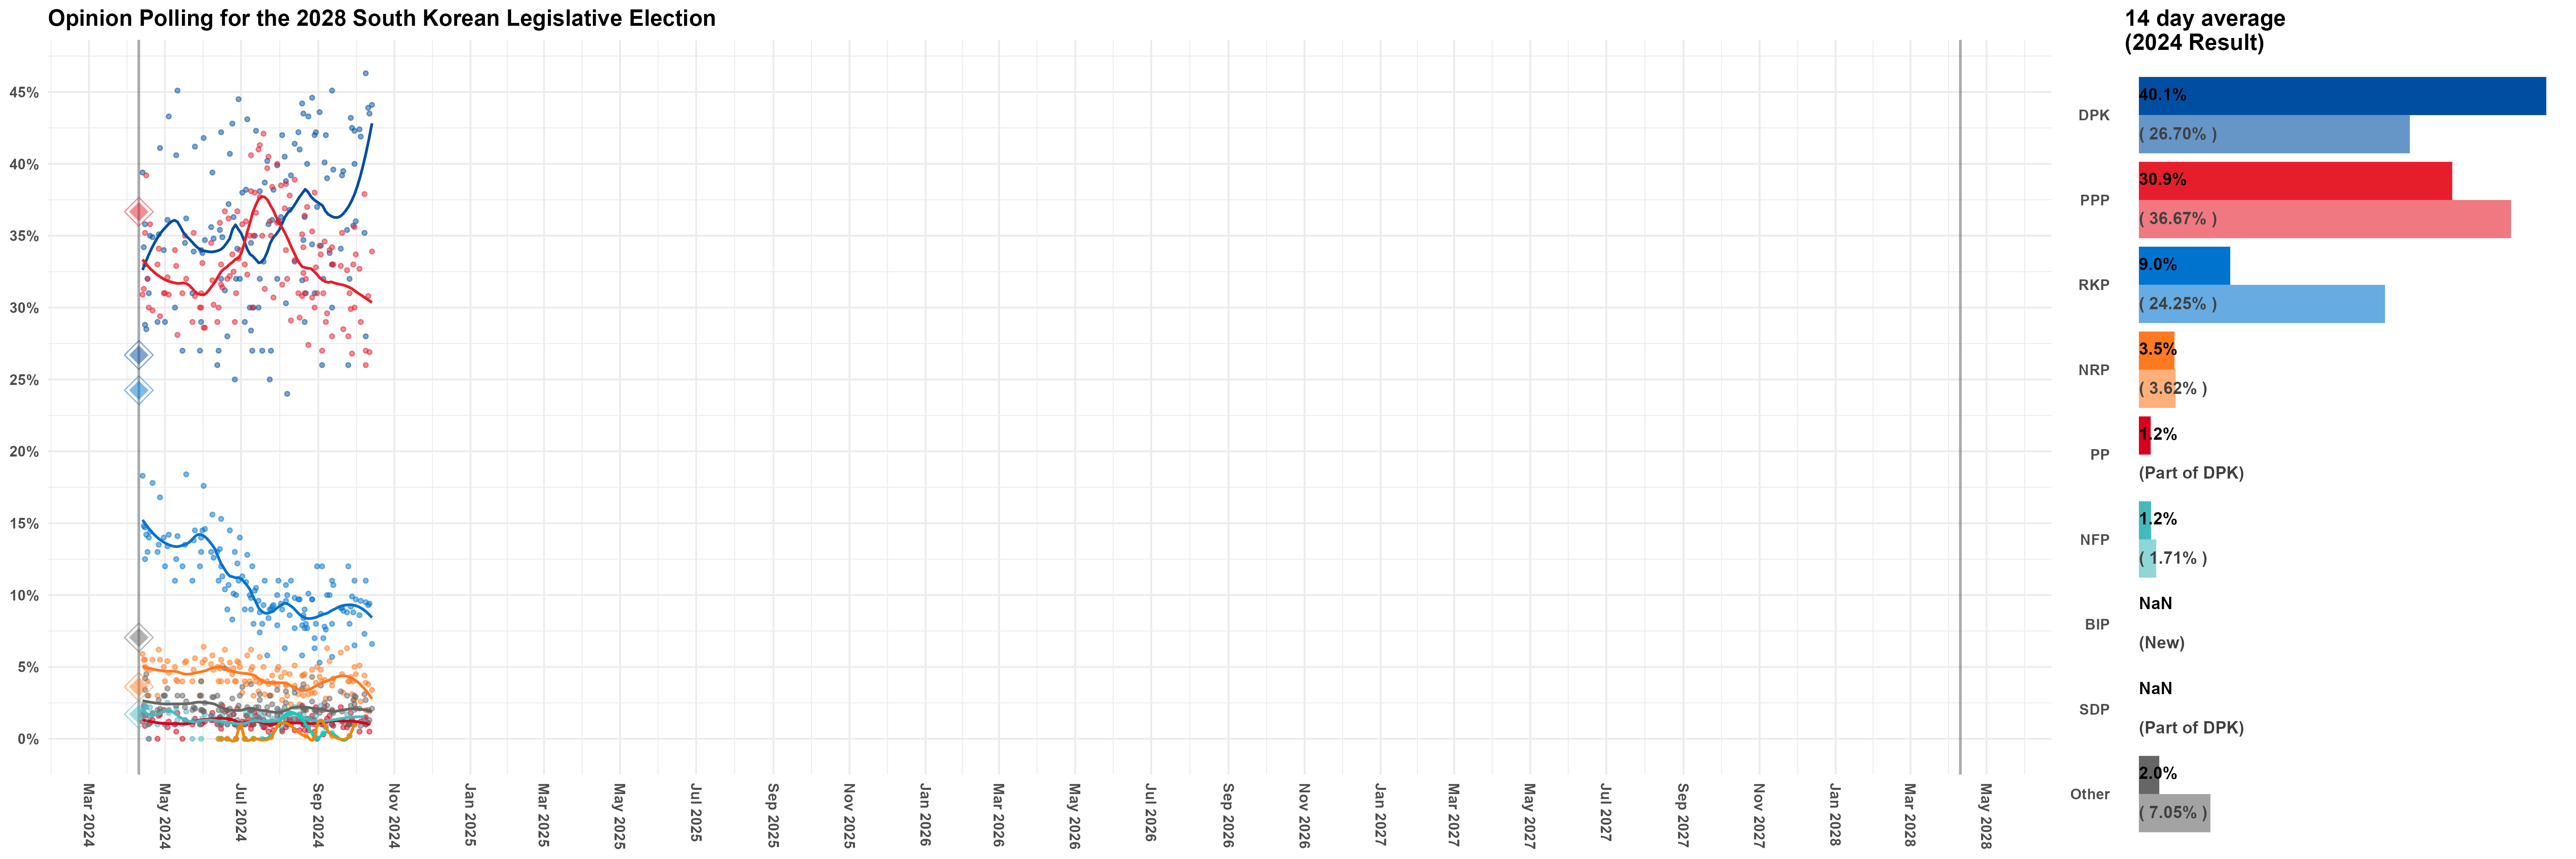 Opinion Polling for the 2028 South Korean Legislative Election
14 day average
(2024 Result)
45%
40%
35%
30%
25%
20%
15%
10%
5%
0%
Mar 2024
May 2024
Jul 2024
Sep 2024
Nov 2024
Jan 2025
Mar 2025
May 2025
Jul 2025
Sep 2025
Nov 2025
Jan 2026
Mar 2026
May 2026
Jul 2026
Sep 2026
Nov 2026
Jan 2027
Mar 2027
May 2027
Jul 2027
Sep 2027
Nov 2027
Jan 2028
Mar 2028
May 2028
DPK
40.1%
( 26.70% )
PPP
30.9%
( 36.67% )
RKP
9.0%
( 24.25% )
NRP
3.5%
( 3.62% )
PP
1.2%
(Part of DPK)
NFP
1.2%
( 1.71% )
BIP
NaN
(New)
SDP
NaN
(Part of DPK)
Other
2.0%
( 7.05% )